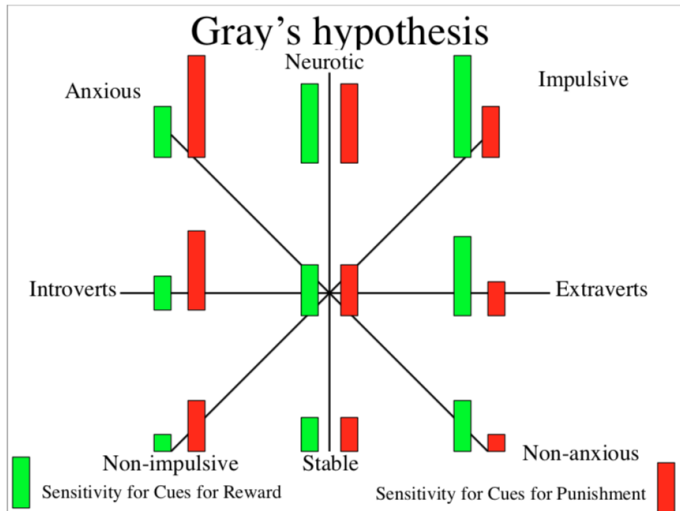 Gray's hypothesis
Neurotic
Anxious
Impulsive
Introverts
Extraverts
Non-impulsive
Stable
Non-anxious
Sensitivity for Cues for Reward
Sensitivity for Cues for Punishment